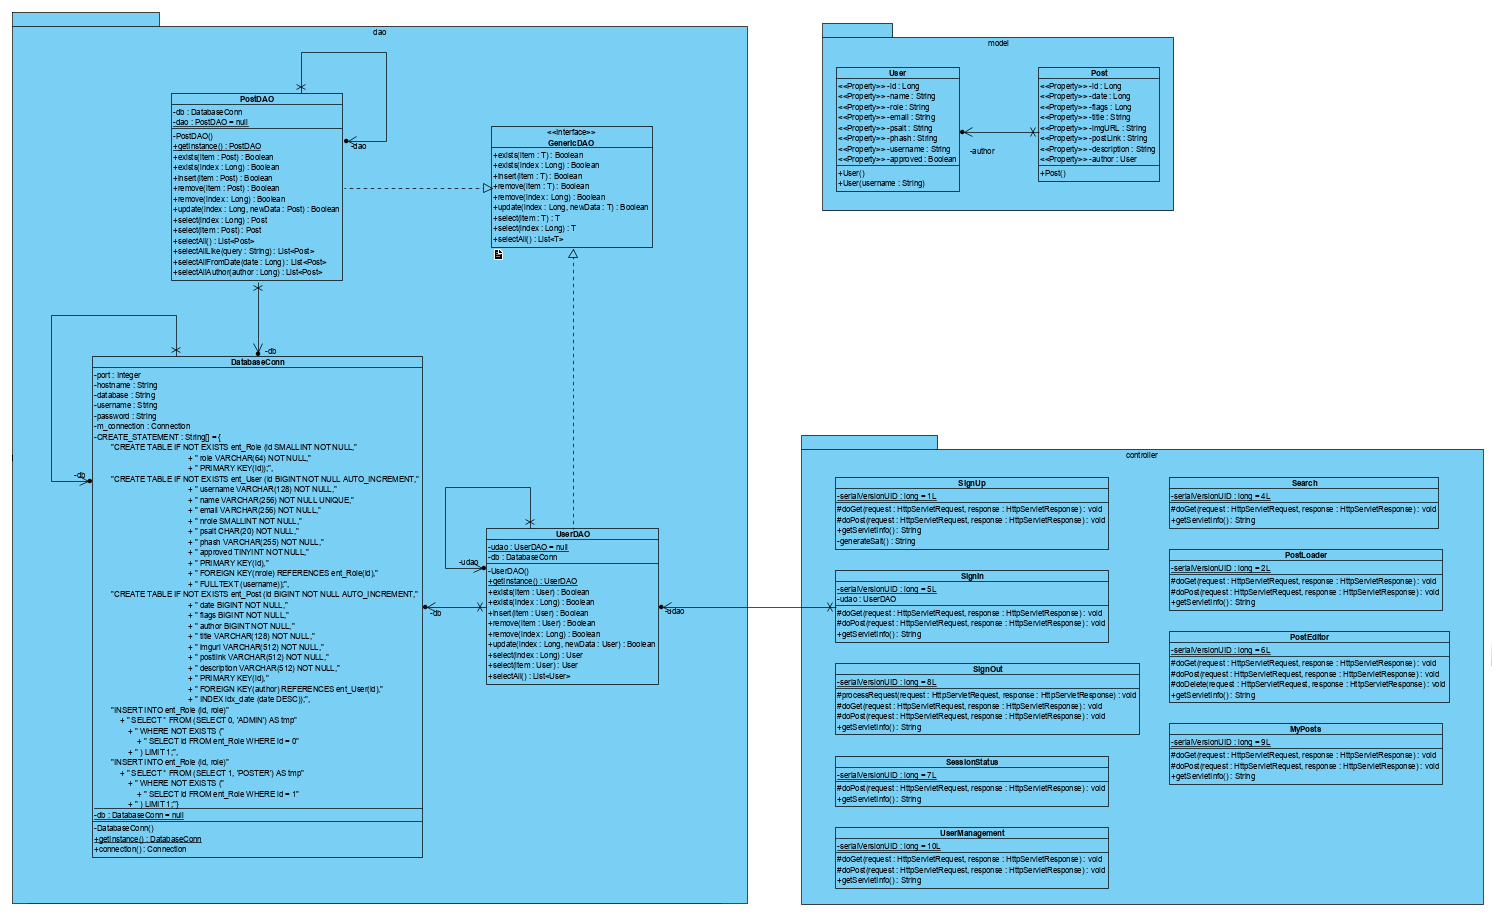 dao
PostDAO
-db : DatabaseConn
-dao : PostDAO = null
-PostDAO()
+getInstance() : PostDAO
+exists(item : Post) : Boolean
+exists(index : Long) : Boolean
+insert(item : Post) : Boolean
+remove(item : Post) : Boolean
+remove(index : Long) : Boolean
+update(index : Long, newData : Post) : Boolean
+select(index : Long) : Post
+select(item : Post) : Post
+selectAll() : List<Post>
+selectAllLike(query : String) : List<Post>
+selectAllFromDate(date : Long) : List<Post>
+selectAllAuthor(author : Long) : List<Post>
-dao
<<Interface>>
GenericDAO
+exists(item : T) : Boolean
+exists(index : Long) : Boolean
+insert(item : T) : Boolean
+remove(item : T) : Boolean
+remove(index : Long) : Boolean
+update(index : Long, newData : T) : Boolean
+select(item : T) : T
+select(index : Long) : T
+selectAll() : List<T>
-db
-db
DatabaseConn
-port : Integer
-hostname : String
-database : String
-username : String
-password : String
-m_connection : Connection
-CREATE_STATEMENT : String[] = {
"CREATE TABLE IF NOT EXISTS ent_Role (id SMALLINT NOT NULL,"
+ " role VARCHAR(64) NOT NULL,"
+ " PRIMARY KEY(id));",
"CREATE TABLE IF NOT EXISTS ent_User (id BIGINT NOT NULL AUTO_INCREMENT,"
+ " username VARCHAR(128) NOT NULL,"
+ " name VARCHAR(256) NOT NULL UNIQUE,"
+ " email VARCHAR(256) NOT NULL,"
+ " nrole SMALLINT NOT NULL,"
+ " psalt CHAR(20) NOT NULL,"
+ " phash VARCHAR(255) NOT NULL,"
+ " approved TINYINT NOT NULL,"
+ " PRIMARY KEY(id),"
+ " FOREIGN KEY(nrole) REFERENCES ent_Role(id),"
+ " FULLTEXT (username));",
"CREATE TABLE IF NOT EXISTS ent_Post (id BIGINT NOT NULL AUTO_INCREMENT,"
+ " date BIGINT NOT NULL,"
+ " flags BIGINT NOT NULL,"
+ " author BIGINT NOT NULL,"
+ " title VARCHAR(128) NOT NULL,"
+ " imgurl VARCHAR(512) NOT NULL,"
+ " postlink VARCHAR(512) NOT NULL,"
+ " description VARCHAR(512) NOT NULL,"
+ " PRIMARY KEY(id),"
+ " FOREIGN KEY(author) REFERENCES ent_User(id),"
+ " INDEX idx_date (date DESC));",
"INSERT INTO ent_Role (id, role)"
+ " SELECT * FROM (SELECT 0, 'ADMIN') AS tmp"
+ " WHERE NOT EXISTS ("
+ " SELECT id FROM ent_Role WHERE id = 0"
+ " ) LIMIT 1;",
"INSERT INTO ent_Role (id, role)"
+ " SELECT * FROM (SELECT 1, 'POSTER') AS tmp"
+ " WHERE NOT EXISTS ("
+ " SELECT id FROM ent_Role WHERE id = 1"
+ " ) LIMIT 1;"}
-db : DatabaseConn = null
-DatabaseConn()
+getInstance() : DatabaseConn
+connection() : Connection
-udao
-db
UserDAO
-udao : UserDAO = null
-db : DatabaseConn
-UserDAO()
+getInstance() : UserDAO
+exists(item : User) : Boolean
+exists(index : Long) : Boolean
+insert(item : User) : Boolean
+remove(item : User) : Boolean
+remove(index : Long) : Boolean
+update(index : Long, newData : User) : Boolean
+select(index : Long) : User
+select(item : User) : User
+selectAll() : List<User>
-udao
model
User
<<Property>> -id : Long
<<Property>> -name : String
<<Property>> -role : String
<<Property>> -email : String
<<Property>> -psalt : String
<<Property>> -phash : String
<<Property>> -username : String
<<Property>> -approved : Boolean
+User()
+User(username : String)
-author
Post
<<Property>> -id : Long
<<Property>> -date : Long
<<Property>> -flags : Long
<<Property>> -title : String
<<Property>> -imgURL : String
<<Property>> -postLink : String
<<Property>> -description : String
<<Property>> -author : User
+Post()
controller
SignUp
-serialVersionUID : long = 1L
#doGet(request : HttpServletRequest, response : HttpServletResponse) : void
#doPost(request : HttpServletRequest, response : HttpServletResponse) : void
+getServletInfo() : String
-generateSalt() : String
SignIn
-serialVersionUID : long = 5L
-udao : UserDAO
#doGet(request : HttpServletRequest, response : HttpServletResponse) : void
#doPost(request : HttpServletRequest, response : HttpServletResponse) : void
+getServletInfo() : String
SignOut
-serialVersionUID : long = 8L
#processRequest(request : HttpServletRequest, response : HttpServletResponse) : void
#doGet(request : HttpServletRequest, response : HttpServletResponse) : void
#doPost(request : HttpServletRequest, response : HttpServletResponse) : void
+getServletInfo() : String
SessionStatus
-serialVersionUID : long = 7L
#doPost(request : HttpServletRequest, response : HttpServletResponse) : void
+getServletInfo() : String
UserManagement
-serialVersionUID : long = 10L
#doGet(request : HttpServletRequest, response : HttpServletResponse) : void
#doPost(request : HttpServletRequest, response : HttpServletResponse) : void
+getServletInfo() : String
Search
-serialVersionUID : long = 4L
#doGet(request : HttpServletRequest, response : HttpServletResponse) : void
+getServletInfo() : String
PostLoader
-serialVersionUID : long = 2L
#doGet(request : HttpServletRequest, response : HttpServletResponse) : void
#doPost(request : HttpServletRequest, response : HttpServletResponse) : void
+getServletInfo() : String
PostEditor
-serialVersionUID : long = 6L
#doGet(request : HttpServletRequest, response : HttpServletResponse) : void
#doPost(request : HttpServletRequest, response : HttpServletResponse) : void
#doDelete(request : HttpServletRequest, response : HttpServletResponse) : void
+getServletInfo() : String
MyPosts
-serialVersionUID : long = 9L
#doGet(request : HttpServletRequest, response : HttpServletResponse) : void
#doPost(request : HttpServletRequest, response : HttpServletResponse) : void
+getServletInfo() : String